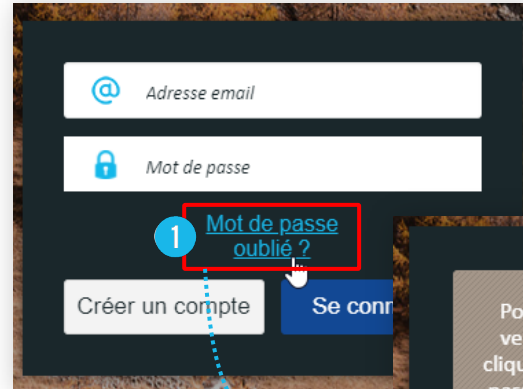 Adresse email
Mot de passe
1
Mot de passe
oublié ?
Créer un compte
Se conn
Po
ve
cliqu